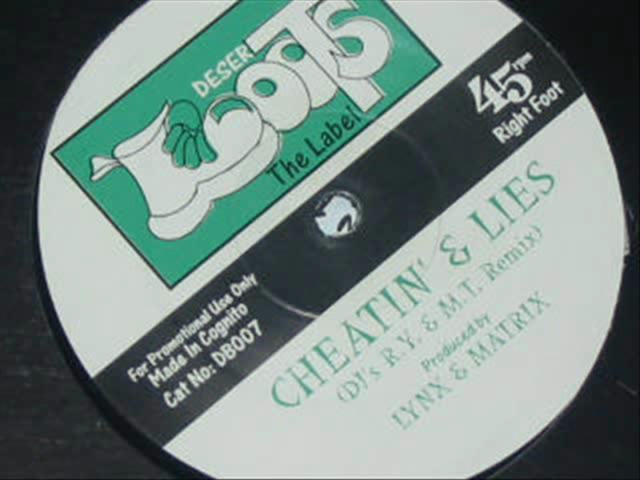 DESERT
Boots
The Label
45 rpm
Right Foot
For Promotional Use Only
Made In Cognito
Cat No: DB007
CHEATIN' & LIES
(DJ's R.Y. & M.T. Remix)
Produced by
LYNX & MATRIX